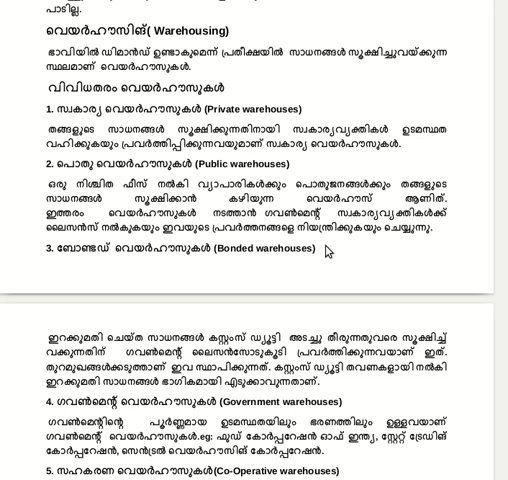 പാടില്ല.
വെയർഹൗസിങ്( Warehousing)
ഭാവിയിൽ ഡിമാൻഡ് ഉണ്ടാകുമെന്ന് പ്രതീക്ഷയിൽ സാധനങ്ങൾ സൂക്ഷിച്ചുവയ്ക്കുന്ന
സ്ഥലമാണ് വെയർഹൗസുകൾ.
വിവിധതരം വെയർഹൗസുകൾ
1. സ്വകാര്യ വെയർഹൗസുകൾ (Private warehouses)
തങ്ങളുടെ സാധനങ്ങൾ സൂക്ഷിക്കുന്നതിനായി സ്വകാര്യവ്യക്തികൾ ഉടമസ്ഥത
വഹിക്കുകയും പ്രവർത്തിപ്പിക്കുന്നവയുമാണ് സ്വകാര്യ വെയർഹൗസുകൾ.
2. പൊതു വെയർഹൗസുകൾ (Public warehouses)
ഒരു നിശ്ചിത ഫീസ് നൽകി വ്യാപാരികൾക്കും പൊതുജനങ്ങൾക്കും തങ്ങളുടെ
സാധനങ്ങൾ സൂക്ഷിക്കാൻ കഴിയുന്ന വെയർഹൗസ് ആണിത്.
ഇത്തരം വെയർഹൗസുകൾ നടത്താൻ ഗവൺമെന്റ് സ്വകാര്യവ്യക്തികൾക്ക്
ലൈസൻസ് നൽകുകയും ഇവയുടെ പ്രവർത്തനങ്ങളെ നിയന്ത്രിക്കുകയും ചെയ്യുന്നു.
3. ബോണ്ടഡ് വെയർഹൗസുകൾ (Bonded warehouses)
ഇറക്കുമതി ചെയ്ത സാധനങ്ങൾ കസ്റ്റംസ് ഡ്യൂട്ടി അടച്ചു തീരുന്നതുവരെ സൂക്ഷിച്ച്
വക്കുന്നതിന് ഗവൺമെന്റ് ലൈസൻസോടുകൂടി പ്രവർത്തിക്കുന്നവയാണ് ഇത്.
തുറമുഖങ്ങൾക്കടുത്താണ് ഇവ സ്ഥാപിക്കുന്നത്. കസ്റ്റംസ് ഡ്യൂട്ടി തവണകളായി നൽകി
ഇറക്കുമതി സാധനങ്ങൾ ഭാഗികമായി എടുക്കാവുന്നതാണ്.
4. ഗവൺമെന്റ് വെയർഹൗസുകൾ (Government warehouses)
ഗവൺമെന്റിന്റെ പൂർണ്ണമായ ഉടമസ്ഥതയിലും ഭരണത്തിലും ഉള്ളവയാണ്
ഗവൺമെന്റ് വെയർഹൗസുകൾ.eg: ഫുഡ് കോർപ്പറേഷൻ ഓഫ് ഇന്ത്യ, സ്റ്റേറ്റ് ട്രേഡിങ്
കോർപ്പറേഷൻ, സെൻട്രൽ വെയർഹൗസിങ് കോർപ്പറേഷൻ.
5. സഹകരണ വെയർഹൗസുകൾ(Co-Operative warehouses)